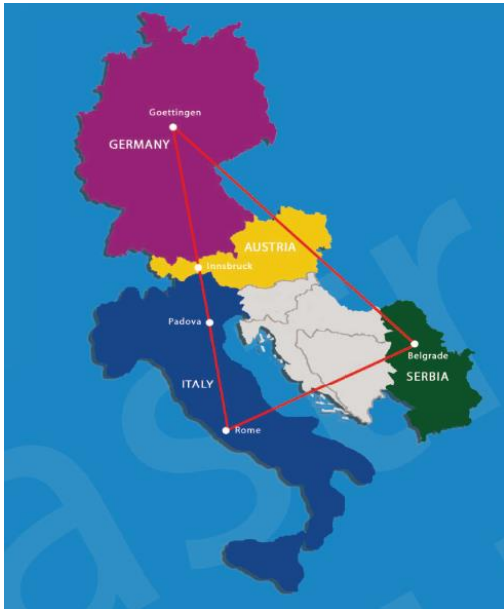 Goettingen
GERMANY
AUSTRIA
Innsbruck
Padova
Belgrade
ITALY
SERBIA
Rome